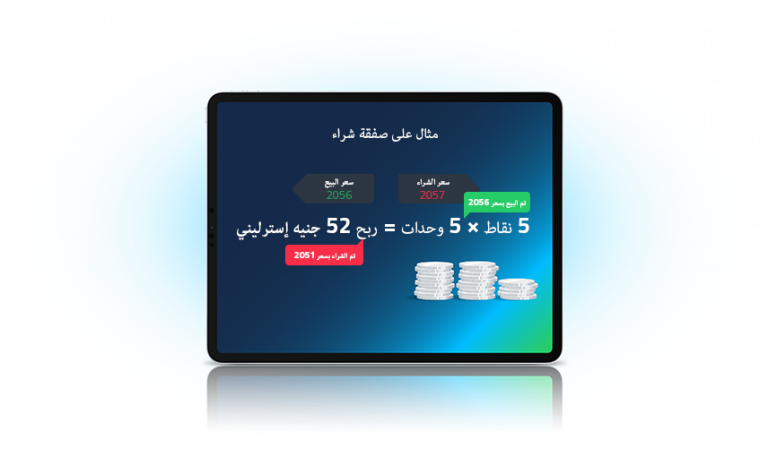 مثال على صفقة شراء
سعر الشراء
2057
سعر البيع
2056
تم البيع بسعر 2056
5 نقاط × 5 وحدات = ربح 52 جنيه إسترليني
تم الشراء بسعر 2051